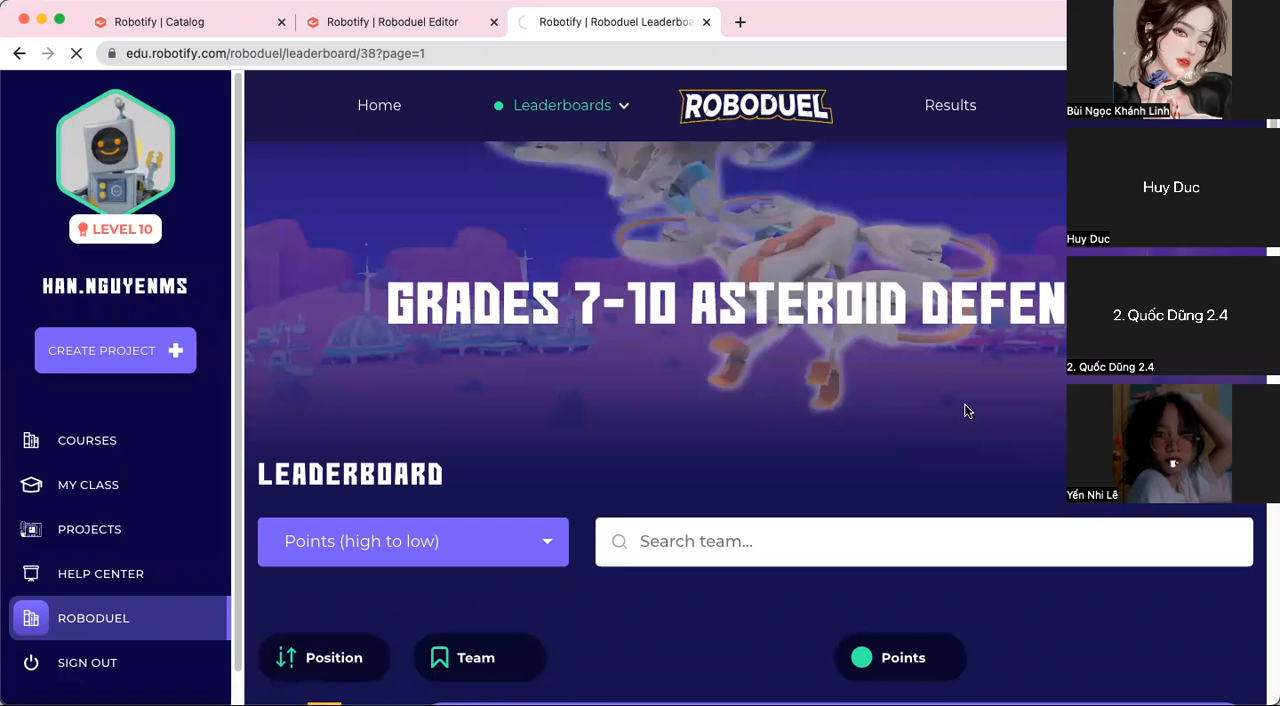 Robotify | Catalog
Robotify | Roboduel Editor
Robotify | Roboduel Leaderboa
edu.robotify.com/roboduel/leaderboard/38?page=1
LEVEL 10
HAN.NGUYENMS
CREATE PROJECT
COURSES
MY CLASS
PROJECTS
HELP CENTER
ROBODUEL
SIGN OUT
Home
Leaderboards
ROBODUEL
Results
GRADES 7-10 ASTEROID DEFEN
LEADERBOARD
Points (high to low)
Search team...
Position
Team
Points
Bùi Ngọc Khánh Linh
Huy Duc
Huy Duc
2. Quốc Dũng 2.4
2. Quốc Dũng 2.4
Yến Nhi Lê